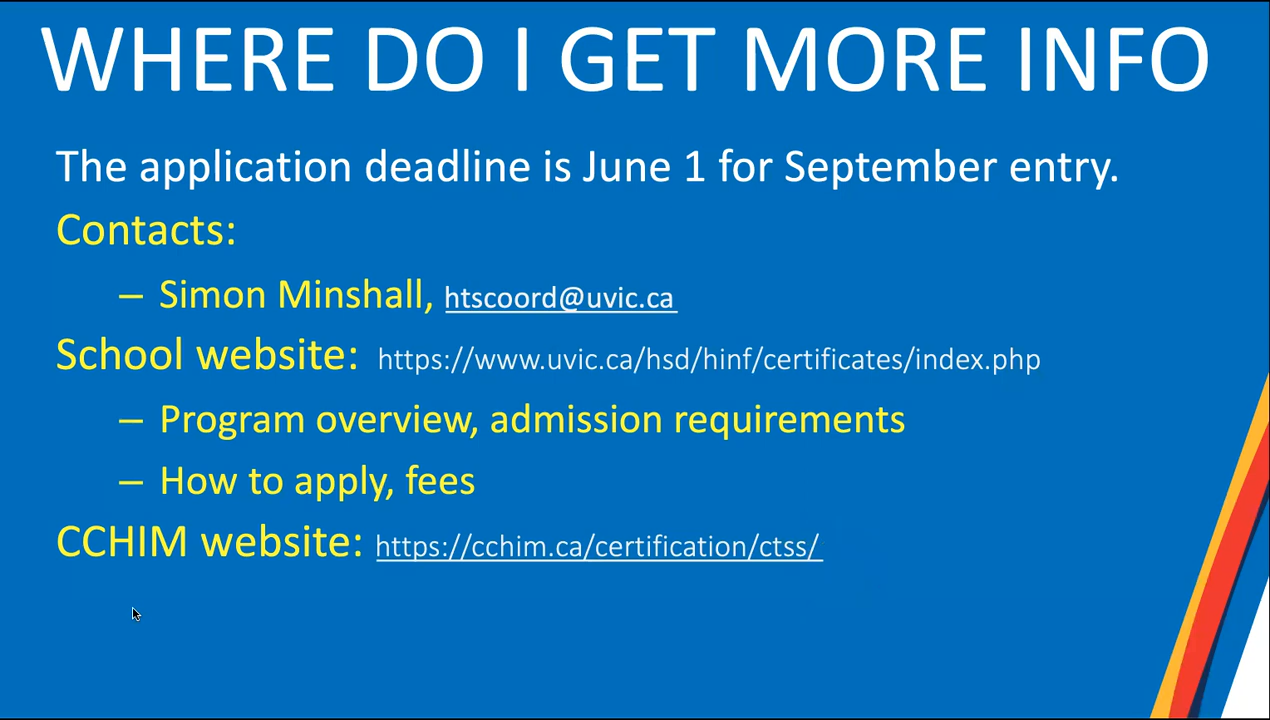 WHERE DO I GET MORE INFO
The application deadline is June 1 for September entry.
Contacts:
– Simon Minshall, htscoord@uvic.ca
School website: https://www.uvic.ca/hsd/hinf/certificates/index.php
– Program overview, admission requirements
– How to apply, fees
CCHIM website: https://cchim.ca/certification/ctss/